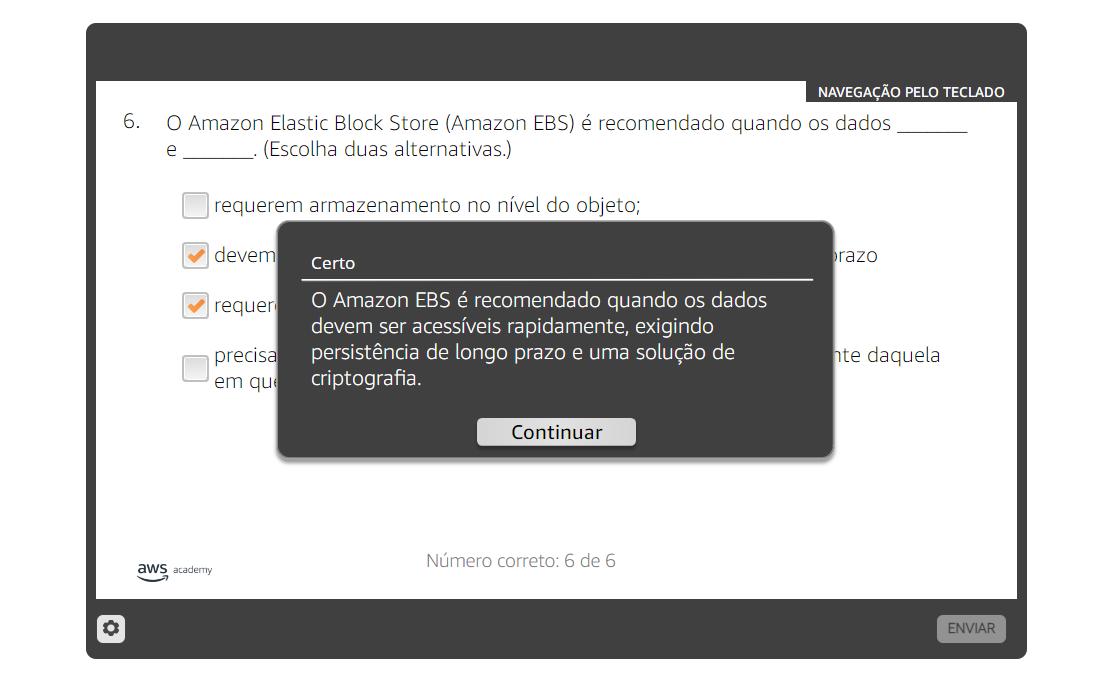 NAVEGAÇÃO PELO TECLADO
6. O Amazon Elastic Block Store (Amazon EBS) é recomendado quando os dados _______
e _______. (Escolha duas alternativas.)
requerem armazenamento no nível do objeto;
devem
prazo
precisa
daquela
em
Certo
O Amazon EBS é recomendado quando os dados
devem ser acessíveis rapidamente, exigindo
persistência de longo prazo e uma solução de
criptografia.
Continuar
Número correto: 6 de 6
aws academy
ENVIAR